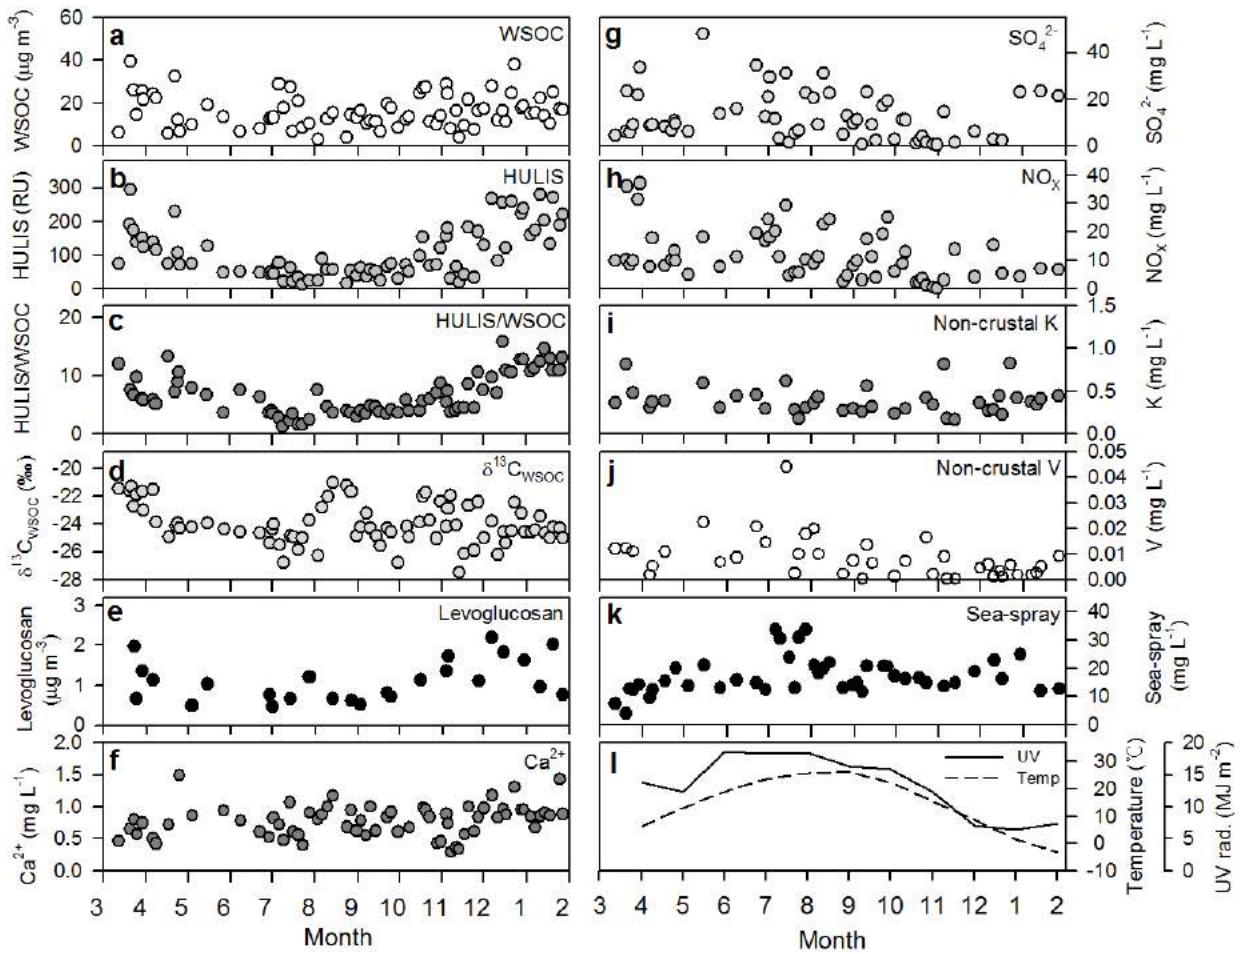 a
WSOC
WSOC (μg m⁻³)
60
40
20
0
b
HULIS
HULIS (RU)
300
200
100
0
c
HULIS/WSOC
HULIS/WSOC
20
10
0
d
δ¹³C_WSOC
δ¹³C_WSOC (‰)
-20
-22
-24
-26
-28
e
Levoglucosan
Levoglucosan
(μg m⁻³)
3
2
1
0
f
Ca²⁺
Ca²⁺ (mg L⁻¹)
2.0
1.5
1.0
0.5
0.0
3 4 5 6 7 8 9 10 11 12 1 2
Month
g
SO₄²⁻
SO₄²⁻ (mg L⁻¹)
40
20
0
h
NOₓ
NOₓ (mg L⁻¹)
40
30
20
10
0
i
Non-crustal K
K (mg L⁻¹)
1.5
1.0
0.5
0.0
j
Non-crustal V
V (mg L⁻¹)
0.05
0.04
0.03
0.02
0.01
0.00
k
Sea-spray
Sea-spray
(mg L⁻¹)
40
30
20
10
0
l
UV
Temp
Temperature (℃)
30
20
10
0
-10
UV rad. (MJ m⁻²)
20
15
10
5
0
3 4 5 6 7 8 9 10 11 12 1 2
Month